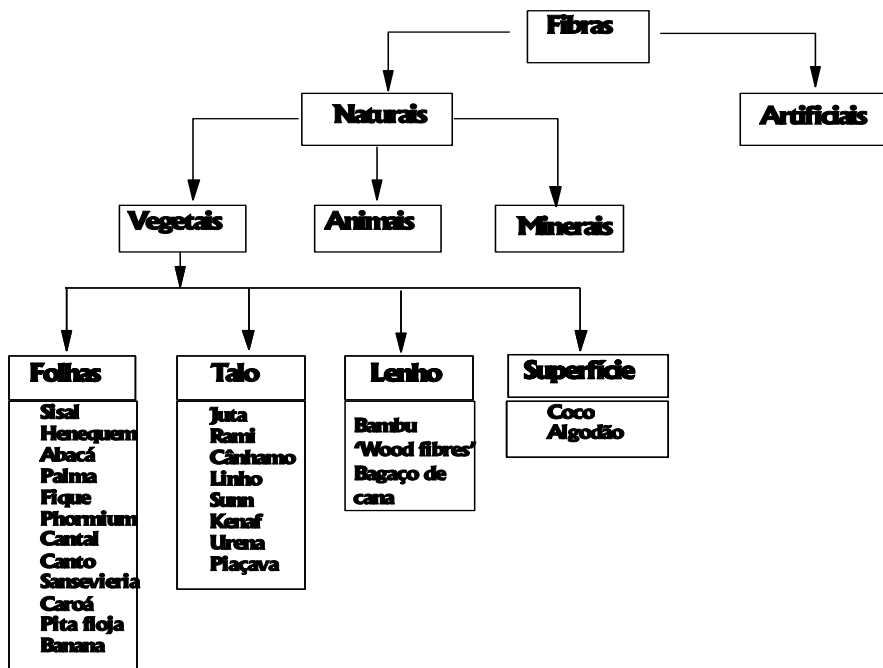 Fibras
Naturais
Artificiais
Vegetais
Animais
Minerais
Folhas
Sisal
Henequem
Abacá
Palma
Fique
Phormium
Cantal
Canto
Sansevieria
Caroá
Pita floja
Banana
Talo
Juta
Rami
Cânhamo
Linho
Sunn
Kenaf
Urena
Piaçava
Lenho
Bambu
'Wood fibres'
Bagaço de
cana
Superfície
Coco
Algodão